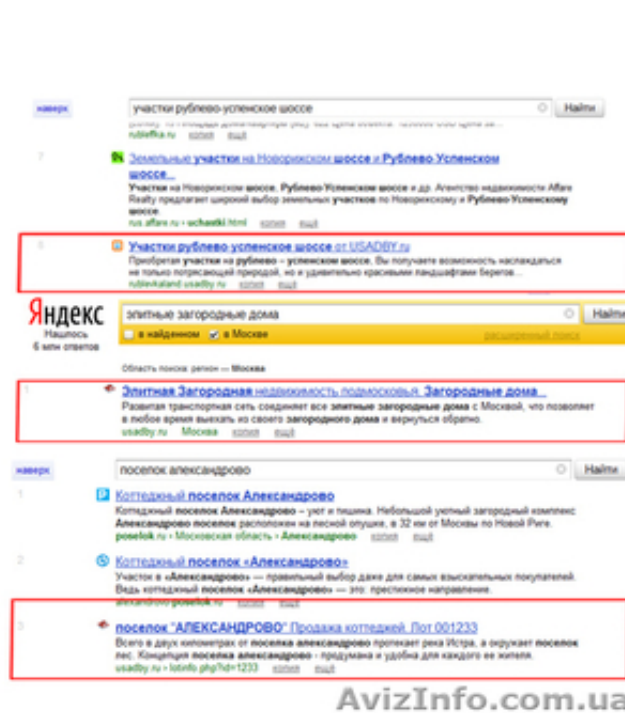 наверх
участки рублево-успенское шоссе
Найти
rubleffka.ru копия ещё
7
Земельные участки на Новорижском шоссе и Рублево-Успенском
шоссе...
Участки на Новорижском шоссе, Рублево-Успенском шоссе и др. Агентство недвижимости Affare
Realty предлагает широкий выбор земельных участков по Новорижскому и Рублево-Успенскому
шоссе.
rus.affare.ru › uchastki.html копия ещё
Участки рублево успенское шоссе от USADBY.ru
Приобретая участки на рублево – успенском шоссе, Вы получаете возможность наслаждаться
не только потрясающей природой, но и удивительно красивыми ландшафтами берегов...
rublevkaland.usadby.ru копия ещё
Яндекс
элитные загородные дома
Найти
Нашлось
6 млн ответов
в найденном в Москве
расширенный поиск
Область поиска: регион — Москва
1
Элитная Загородная недвижимость подмосковья. Загородные дома...
Развитая транспортная сеть соединяет все элитные загородные дома с Москвой, что позволяет
в любое время выехать из своего загородного дома и вернуться обратно.
usadby.ru Москва копия ещё
наверх
поселок александрово
Найти
1
Коттеджный поселок Александрово
Коттеджный поселок Александрово – уют и тишина. Небольшой уютный загородный комплекс
Александрово поселок расположен на лесной опушке, в 32 км от Москвы по Новой Риге.
poselok.ru › Московская область › Александрово копия ещё
2
Коттеджный поселок «Александрово»
Участок в «Александрово» — правильный выбор даже для самых взыскательных покупателей.
Ведь коттеджный поселок «Александрово» — это: престижное направление.
alexandrovo-poselok.ru копия ещё
3
поселок "АЛЕКСАНДРОВО" Продажа коттеджей. Лот 001233
Всего в двух километрах от поселка александрово протекает река Истра, а окружает поселок
лес. Концепция поселка александрово - продумана и удобна для каждого ее жителя.
usadby.ru › lotinfo.php?id=1233 копия ещё
AvizInfo.com.ua